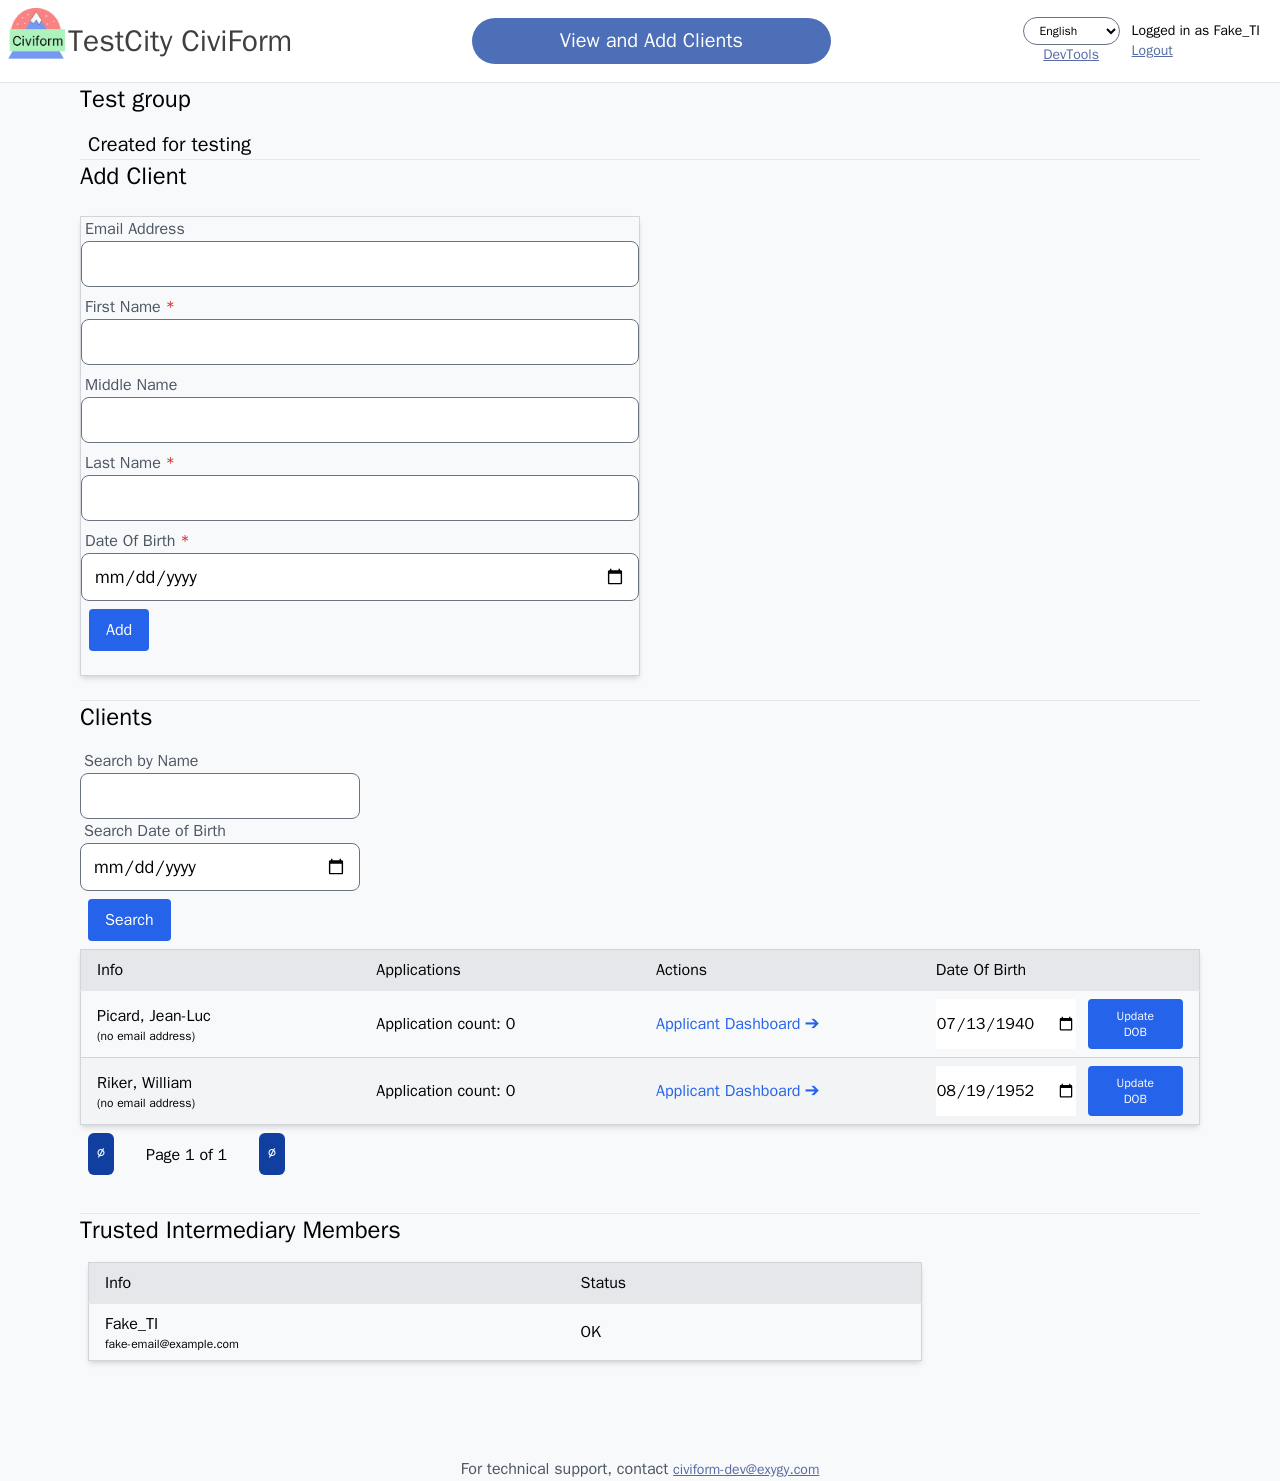 Civiform
TestCity CiviForm
View and Add Clients
English
DevTools
Logged in as Fake_TI
Logout
Test group
Created for testing
Add Client
Email Address
First Name *
Middle Name
Last Name *
Date Of Birth *
mm/dd/yyyy
Add
Clients
Search by Name
Search Date of Birth
mm/dd/yyyy
Search
Info Applications Actions Date Of Birth
Picard, Jean-Luc
(no email address)
Application count: 0
Applicant Dashboard ➔
07/13/1940
Update
DOB
Riker, William
(no email address)
Application count: 0
Applicant Dashboard ➔
08/19/1952
Update
DOB
∅ Page 1 of 1 ∅
Trusted Intermediary Members
Info Status
Fake_TI
fake-email@example.com
OK
For technical support, contact civiform-dev@exygy.com